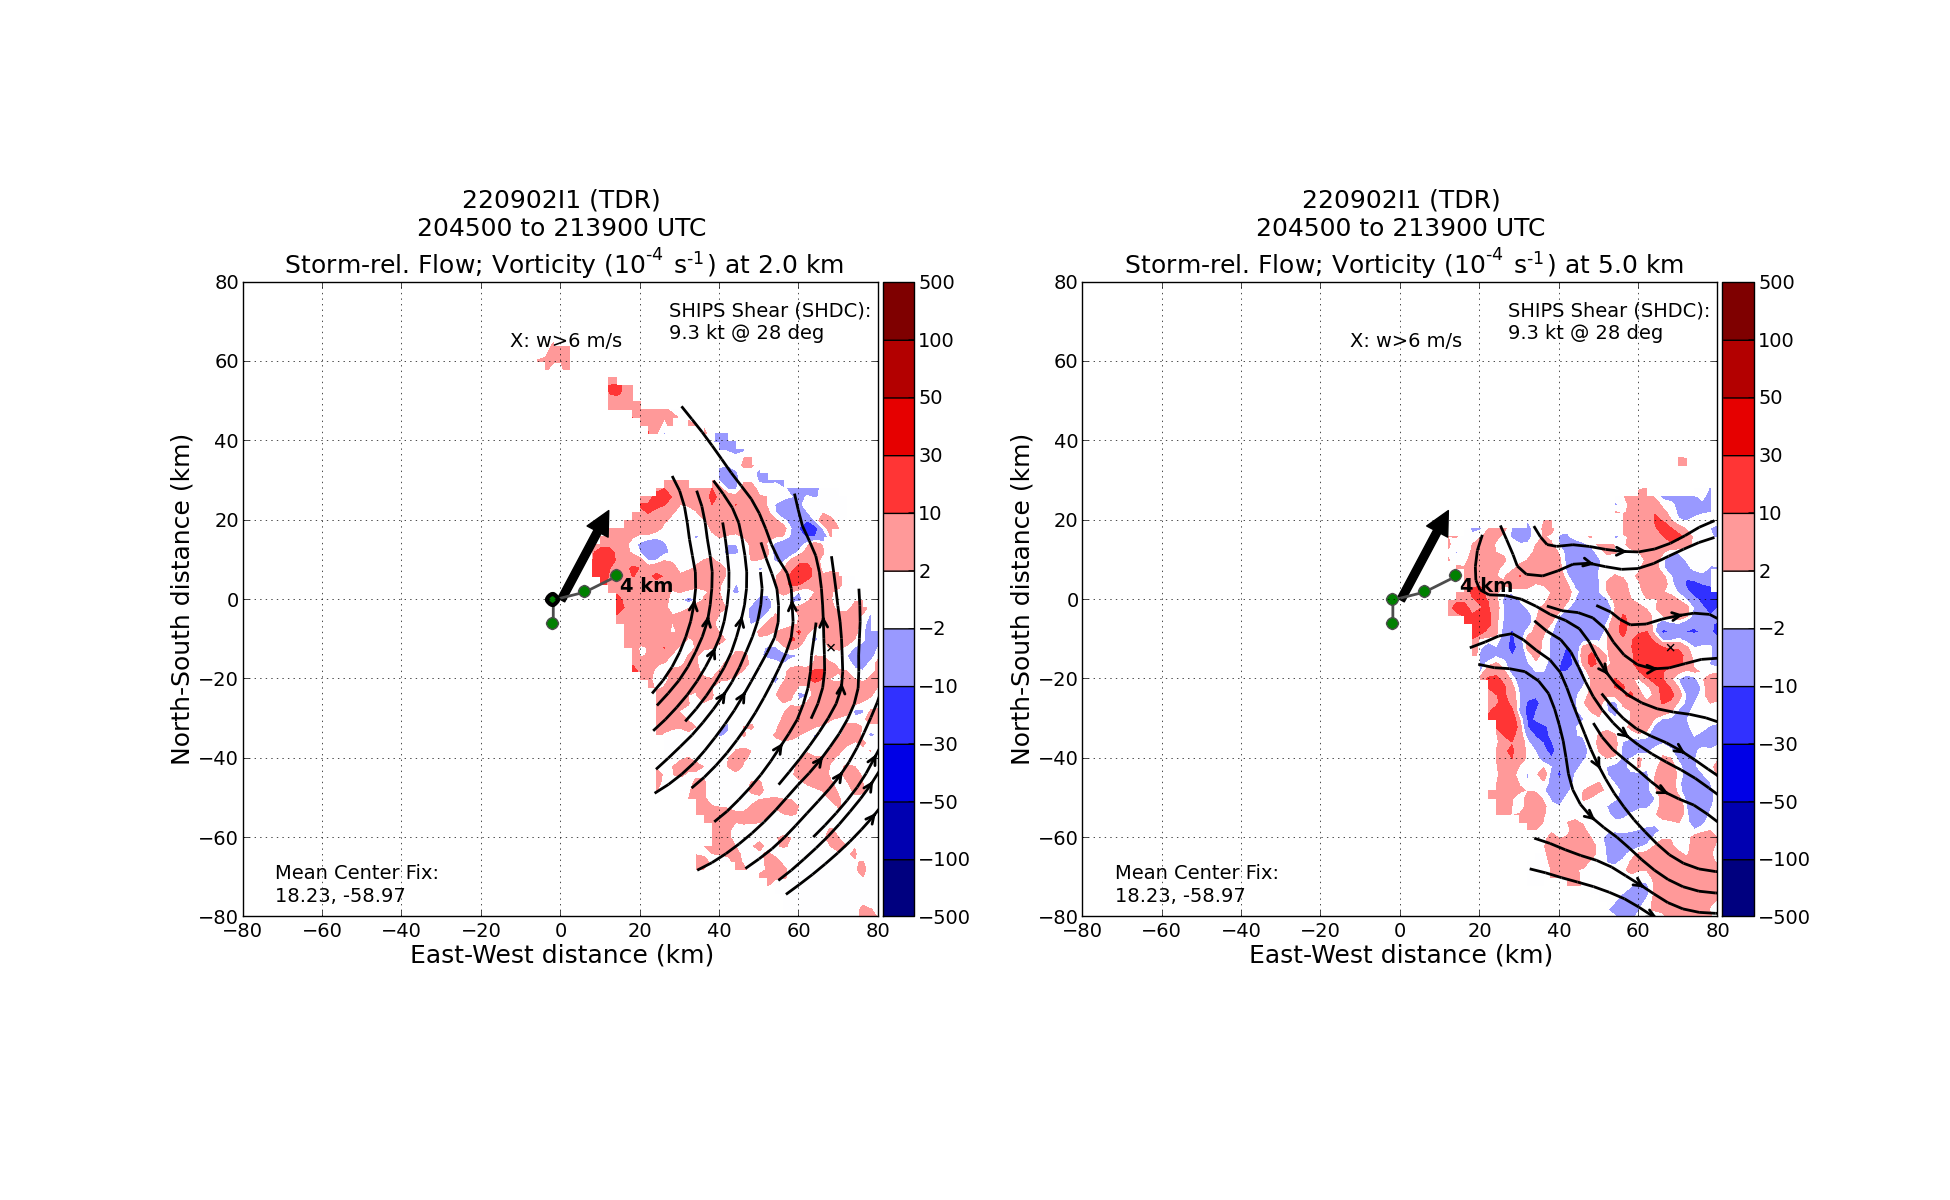 220902I1 (TDR)
204500 to 213900 UTC
Storm-rel. Flow; Vorticity (10⁻⁴ s⁻¹) at 2.0 km
80
60
40
20
0
−20
−40
−60
−80
North-South distance (km)
−80 −60 −40 −20 0 20 40 60 80
East-West distance (km)
SHIPS Shear (SHDC):
9.3 kt @ 28 deg
X: w>6 m/s
4 km
Mean Center Fix:
18.23, -58.97
500
100
50
30
10
2
−2
−10
−30
−50
−100
−500
220902I1 (TDR)
204500 to 213900 UTC
Storm-rel. Flow; Vorticity (10⁻⁴ s⁻¹) at 5.0 km
80
60
40
20
0
−20
−40
−60
−80
North-South distance (km)
−80 −60 −40 −20 0 20 40 60 80
East-West distance (km)
SHIPS Shear (SHDC):
9.3 kt @ 28 deg
X: w>6 m/s
4 km
Mean Center Fix:
18.23, -58.97
500
100
50
30
10
2
−2
−10
−30
−50
−100
−500